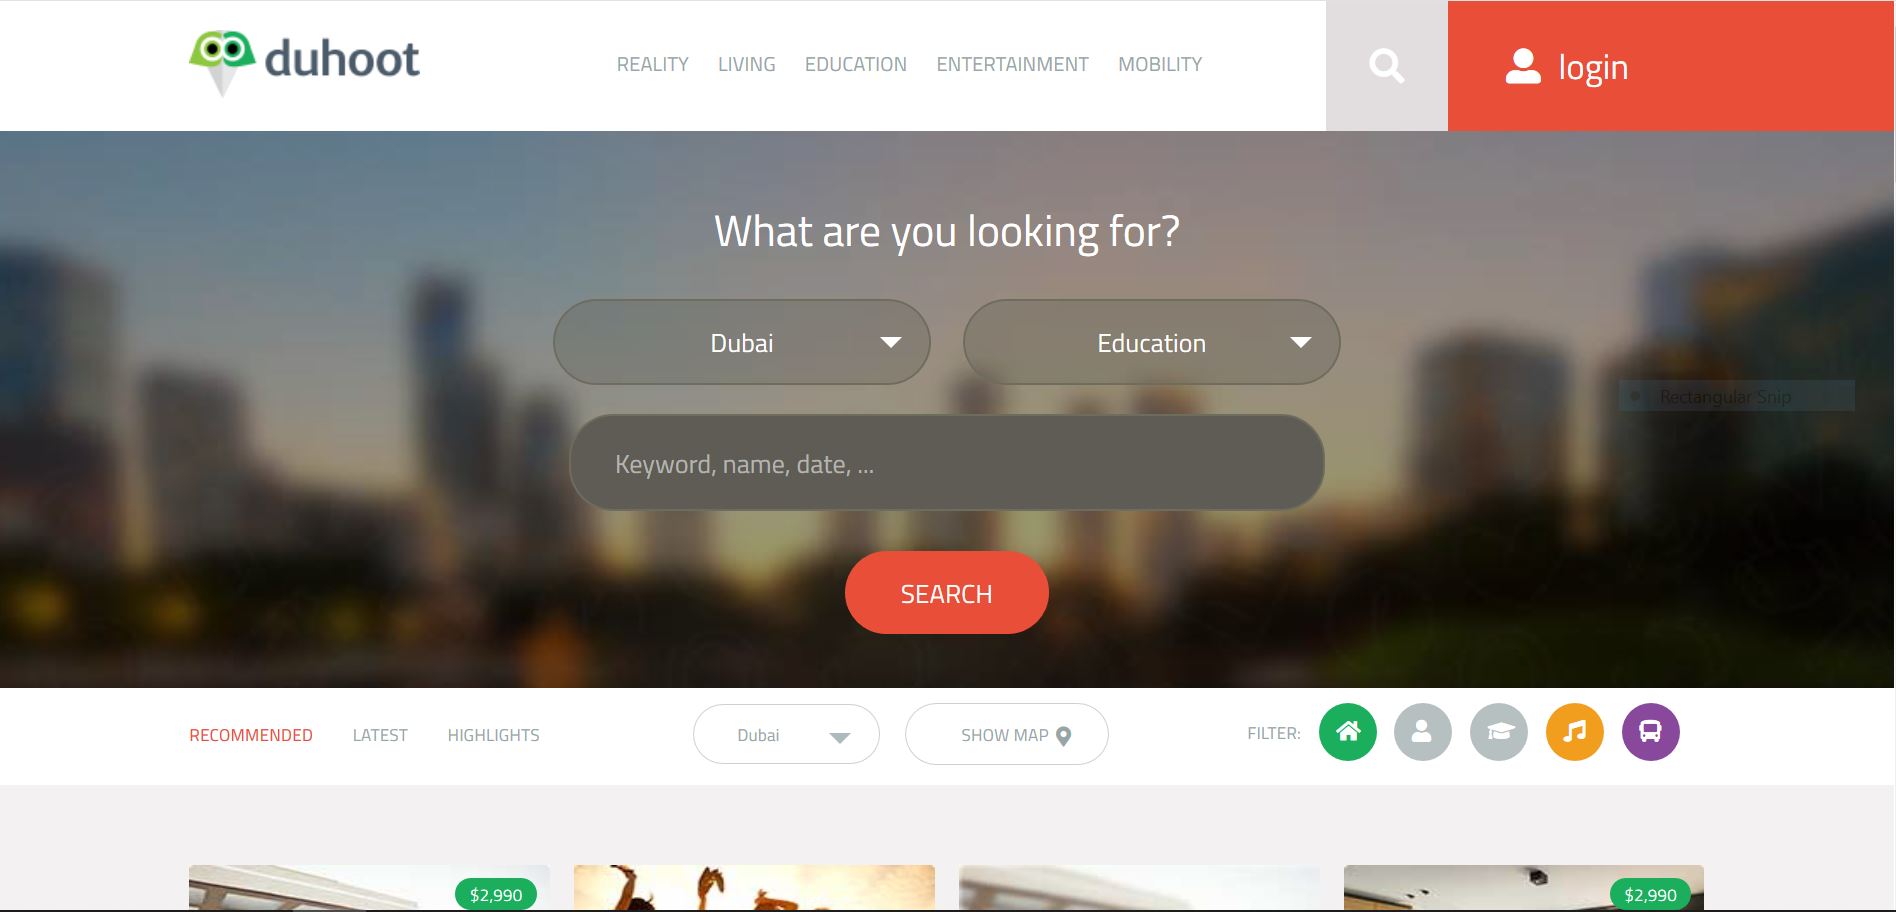 duhoot
REALITY LIVING EDUCATION ENTERTAINMENT MOBILITY
login
What are you looking for?
Dubai
Education
Rectangular Snip
Keyword, name, date, ...
SEARCH
RECOMMENDED LATEST HIGHLIGHTS
Dubai
SHOW MAP
FILTER:
$2,990
$2,990